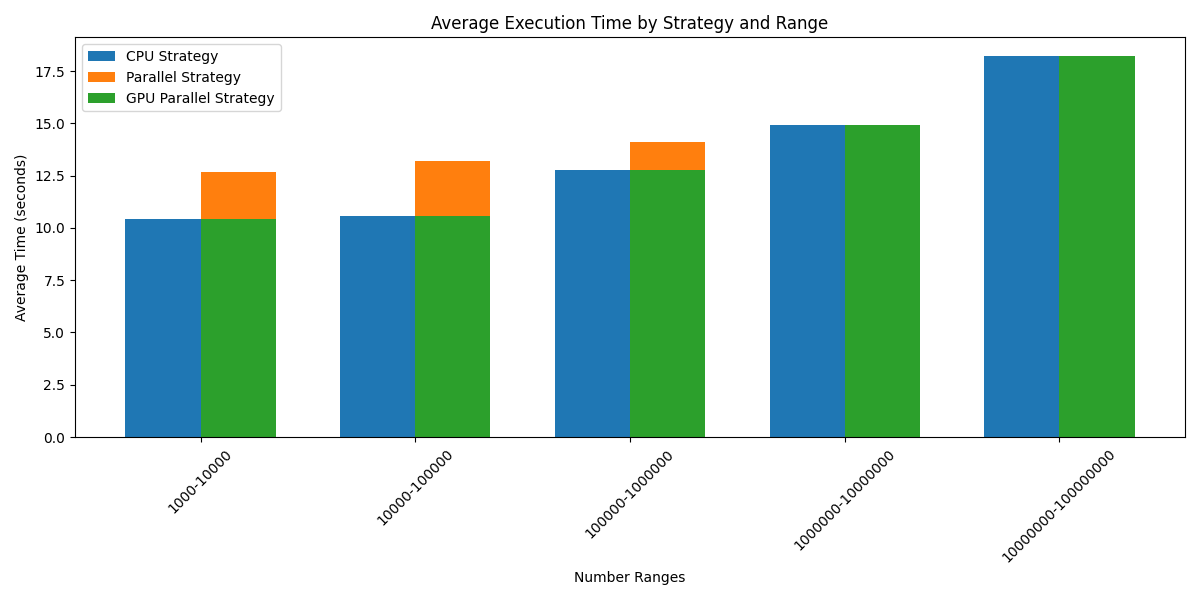 Average Execution Time by Strategy and Range
CPU Strategy
Parallel Strategy
GPU Parallel Strategy
Average Time (seconds)
17.5
15.0
12.5
10.0
7.5
5.0
2.5
0.0
1000-10000
10000-100000
100000-1000000
1000000-10000000
10000000-100000000
Number Ranges